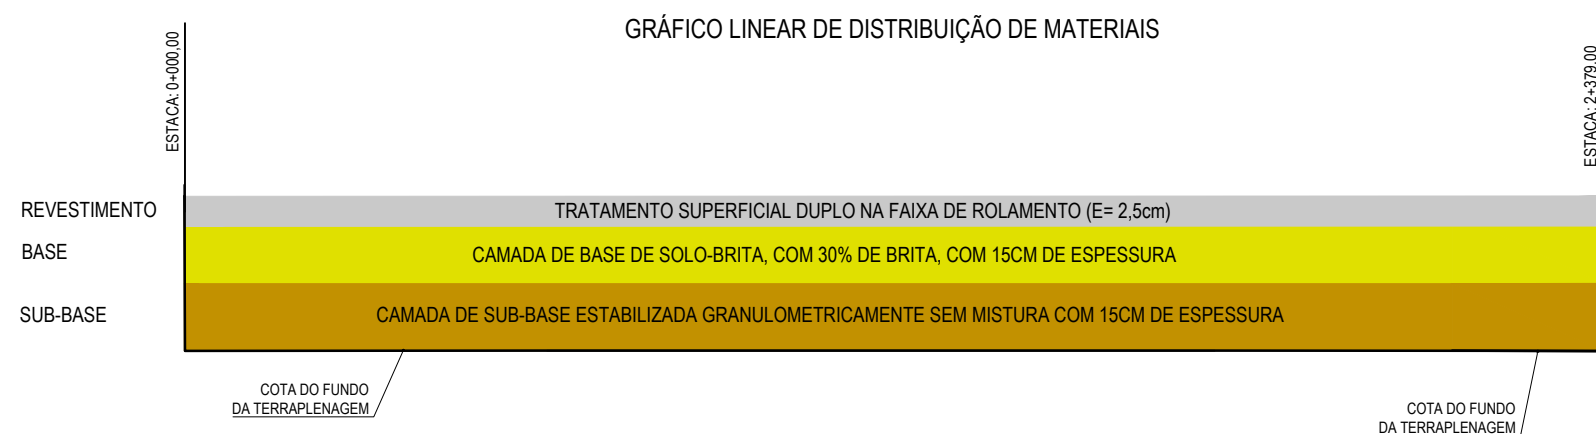 GRÁFICO LINEAR DE DISTRIBUIÇÃO DE MATERIAIS
ESTACA: 0+000,00
ESTACA: 2+379,00
REVESTIMENTO
TRATAMENTO SUPERFICIAL DUPLO NA FAIXA DE ROLAMENTO (E= 2,5cm)
BASE
CAMADA DE BASE DE SOLO-BRITA, COM 30% DE BRITA, COM 15CM DE ESPESSURA
SUB-BASE
CAMADA DE SUB-BASE ESTABILIZADA GRANULOMETRICAMENTE SEM MISTURA COM 15CM DE ESPESSURA
COTA DO FUNDO
DA TERRAPLENAGEM
COTA DO FUNDO
DA TERRAPLENAGEM